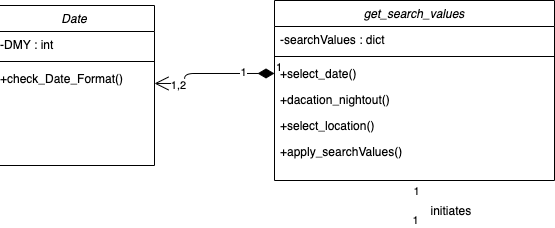 Date
-DMY : int
+check_Date_Format()
get_search_values
-searchValues : dict
+select_date()
+dacation_nightout()
+select_location()
+apply_searchValues()
1,2
1
1
1
1
initiates